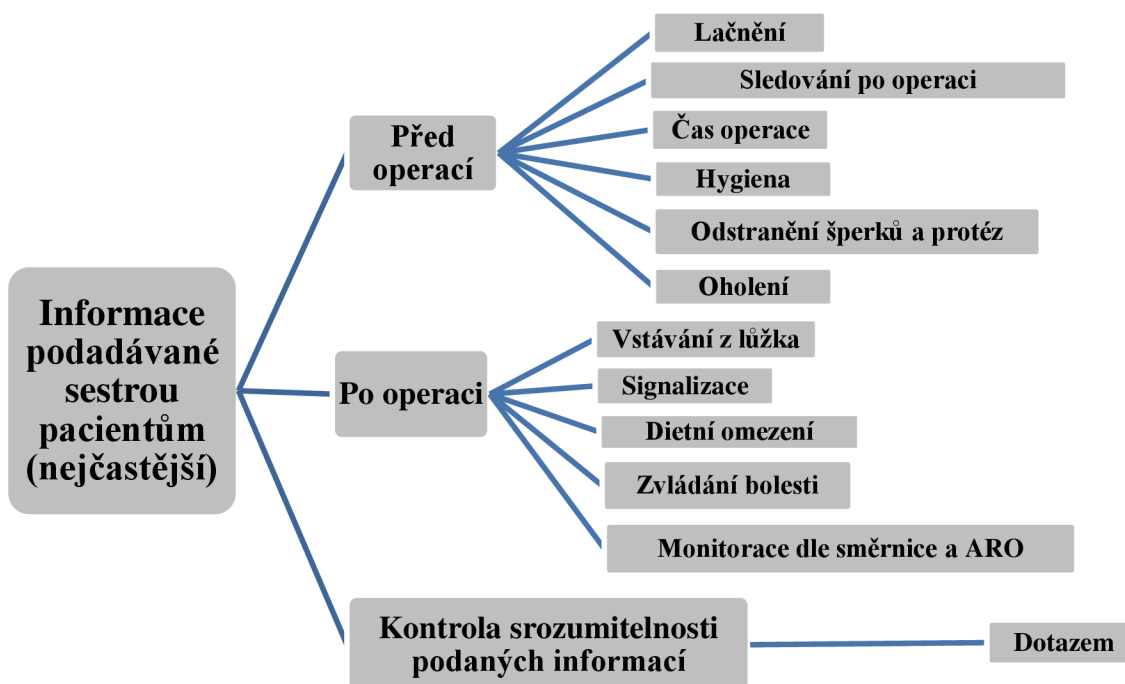 Informace
podadávané
sestrou
pacientům
(nejčastější)
Před
operací
Lačnění
Sledování po operaci
Čas operace
Hygiena
Odstranění šperků a protéz
Oholení
Po operaci
Vstávání z lůžka
Signalizace
Dietní omezení
Zvládání bolesti
Monitorace dle směrnice a ARO
Kontrola srozumitelnosti
podaných informací
Dotazem